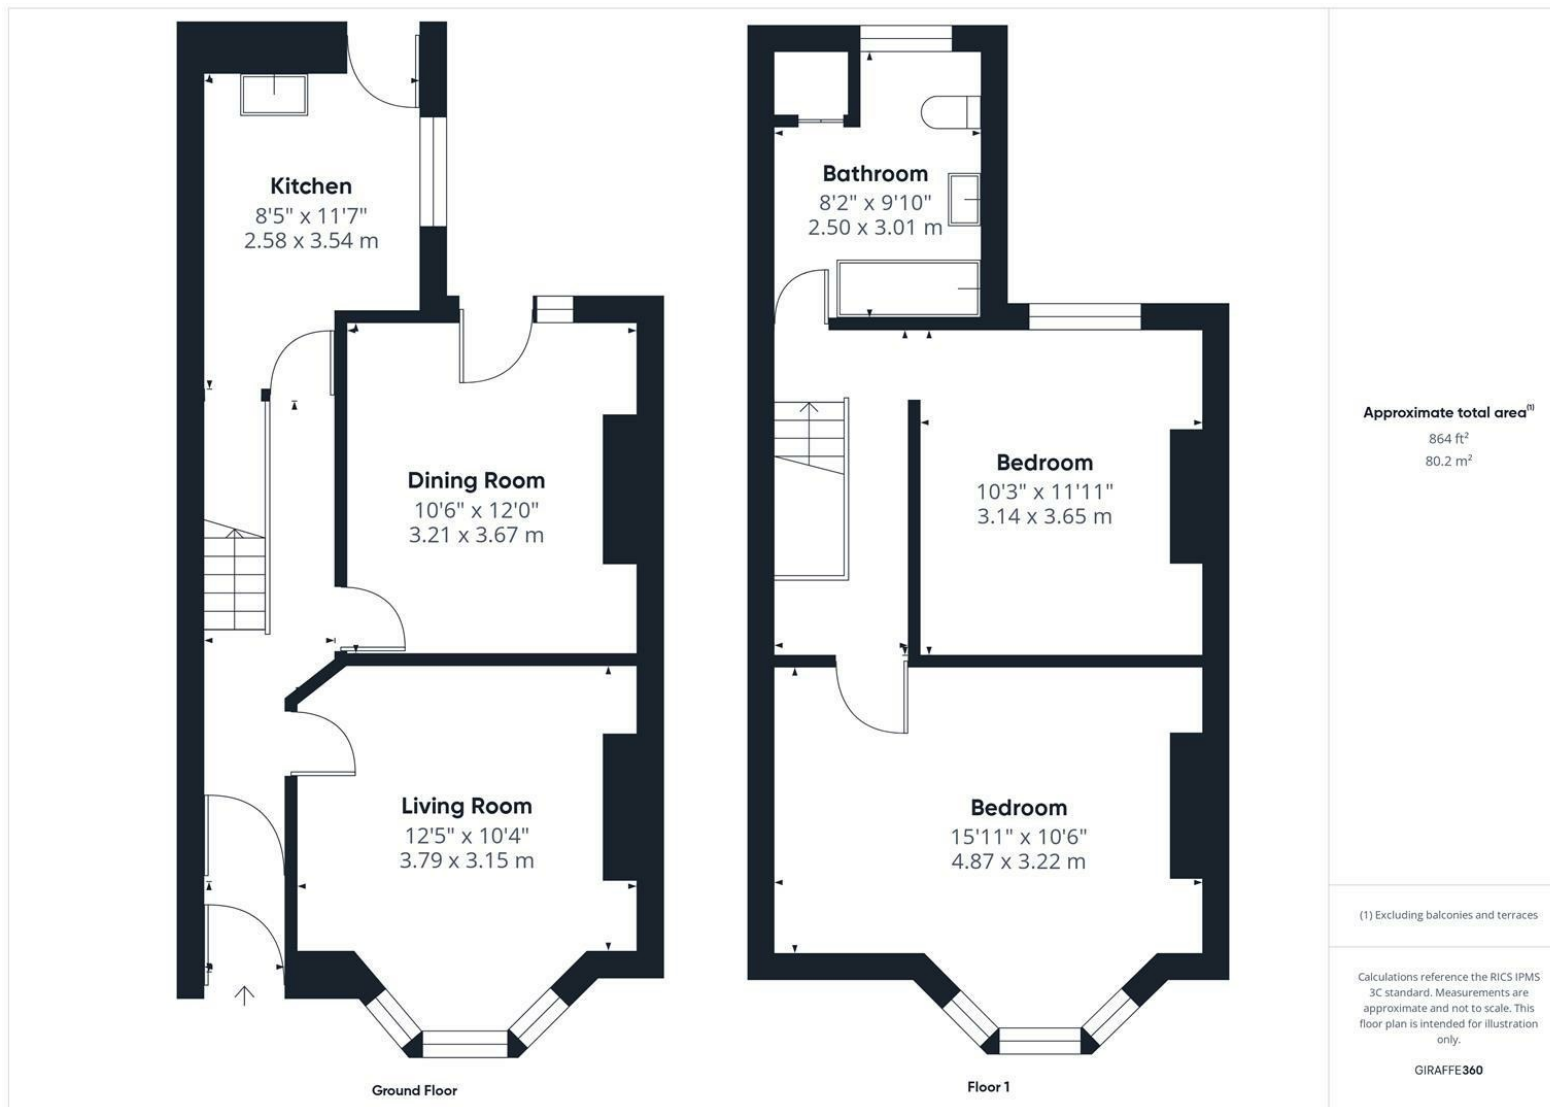 Kitchen
8'5" x 11'7"
2.58 x 3.54 m
Dining Room
10'6" x 12'0"
3.21 x 3.67 m
Living Room
12'5" x 10'4"
3.79 x 3.15 m
Ground Floor
Bathroom
8'2" x 9'10"
2.50 x 3.01 m
Bedroom
10'3" x 11'11"
3.14 x 3.65 m
Bedroom
15'11" x 10'6"
4.87 x 3.22 m
Floor 1
Approximate total area⁽¹⁾
864 ft²
80.2 m²
(1) Excluding balconies and terraces
Calculations reference the RICS IPMS
3C standard. Measurements are
approximate and not to scale. This
floor plan is intended for illustration
only.
GIRAFFE360